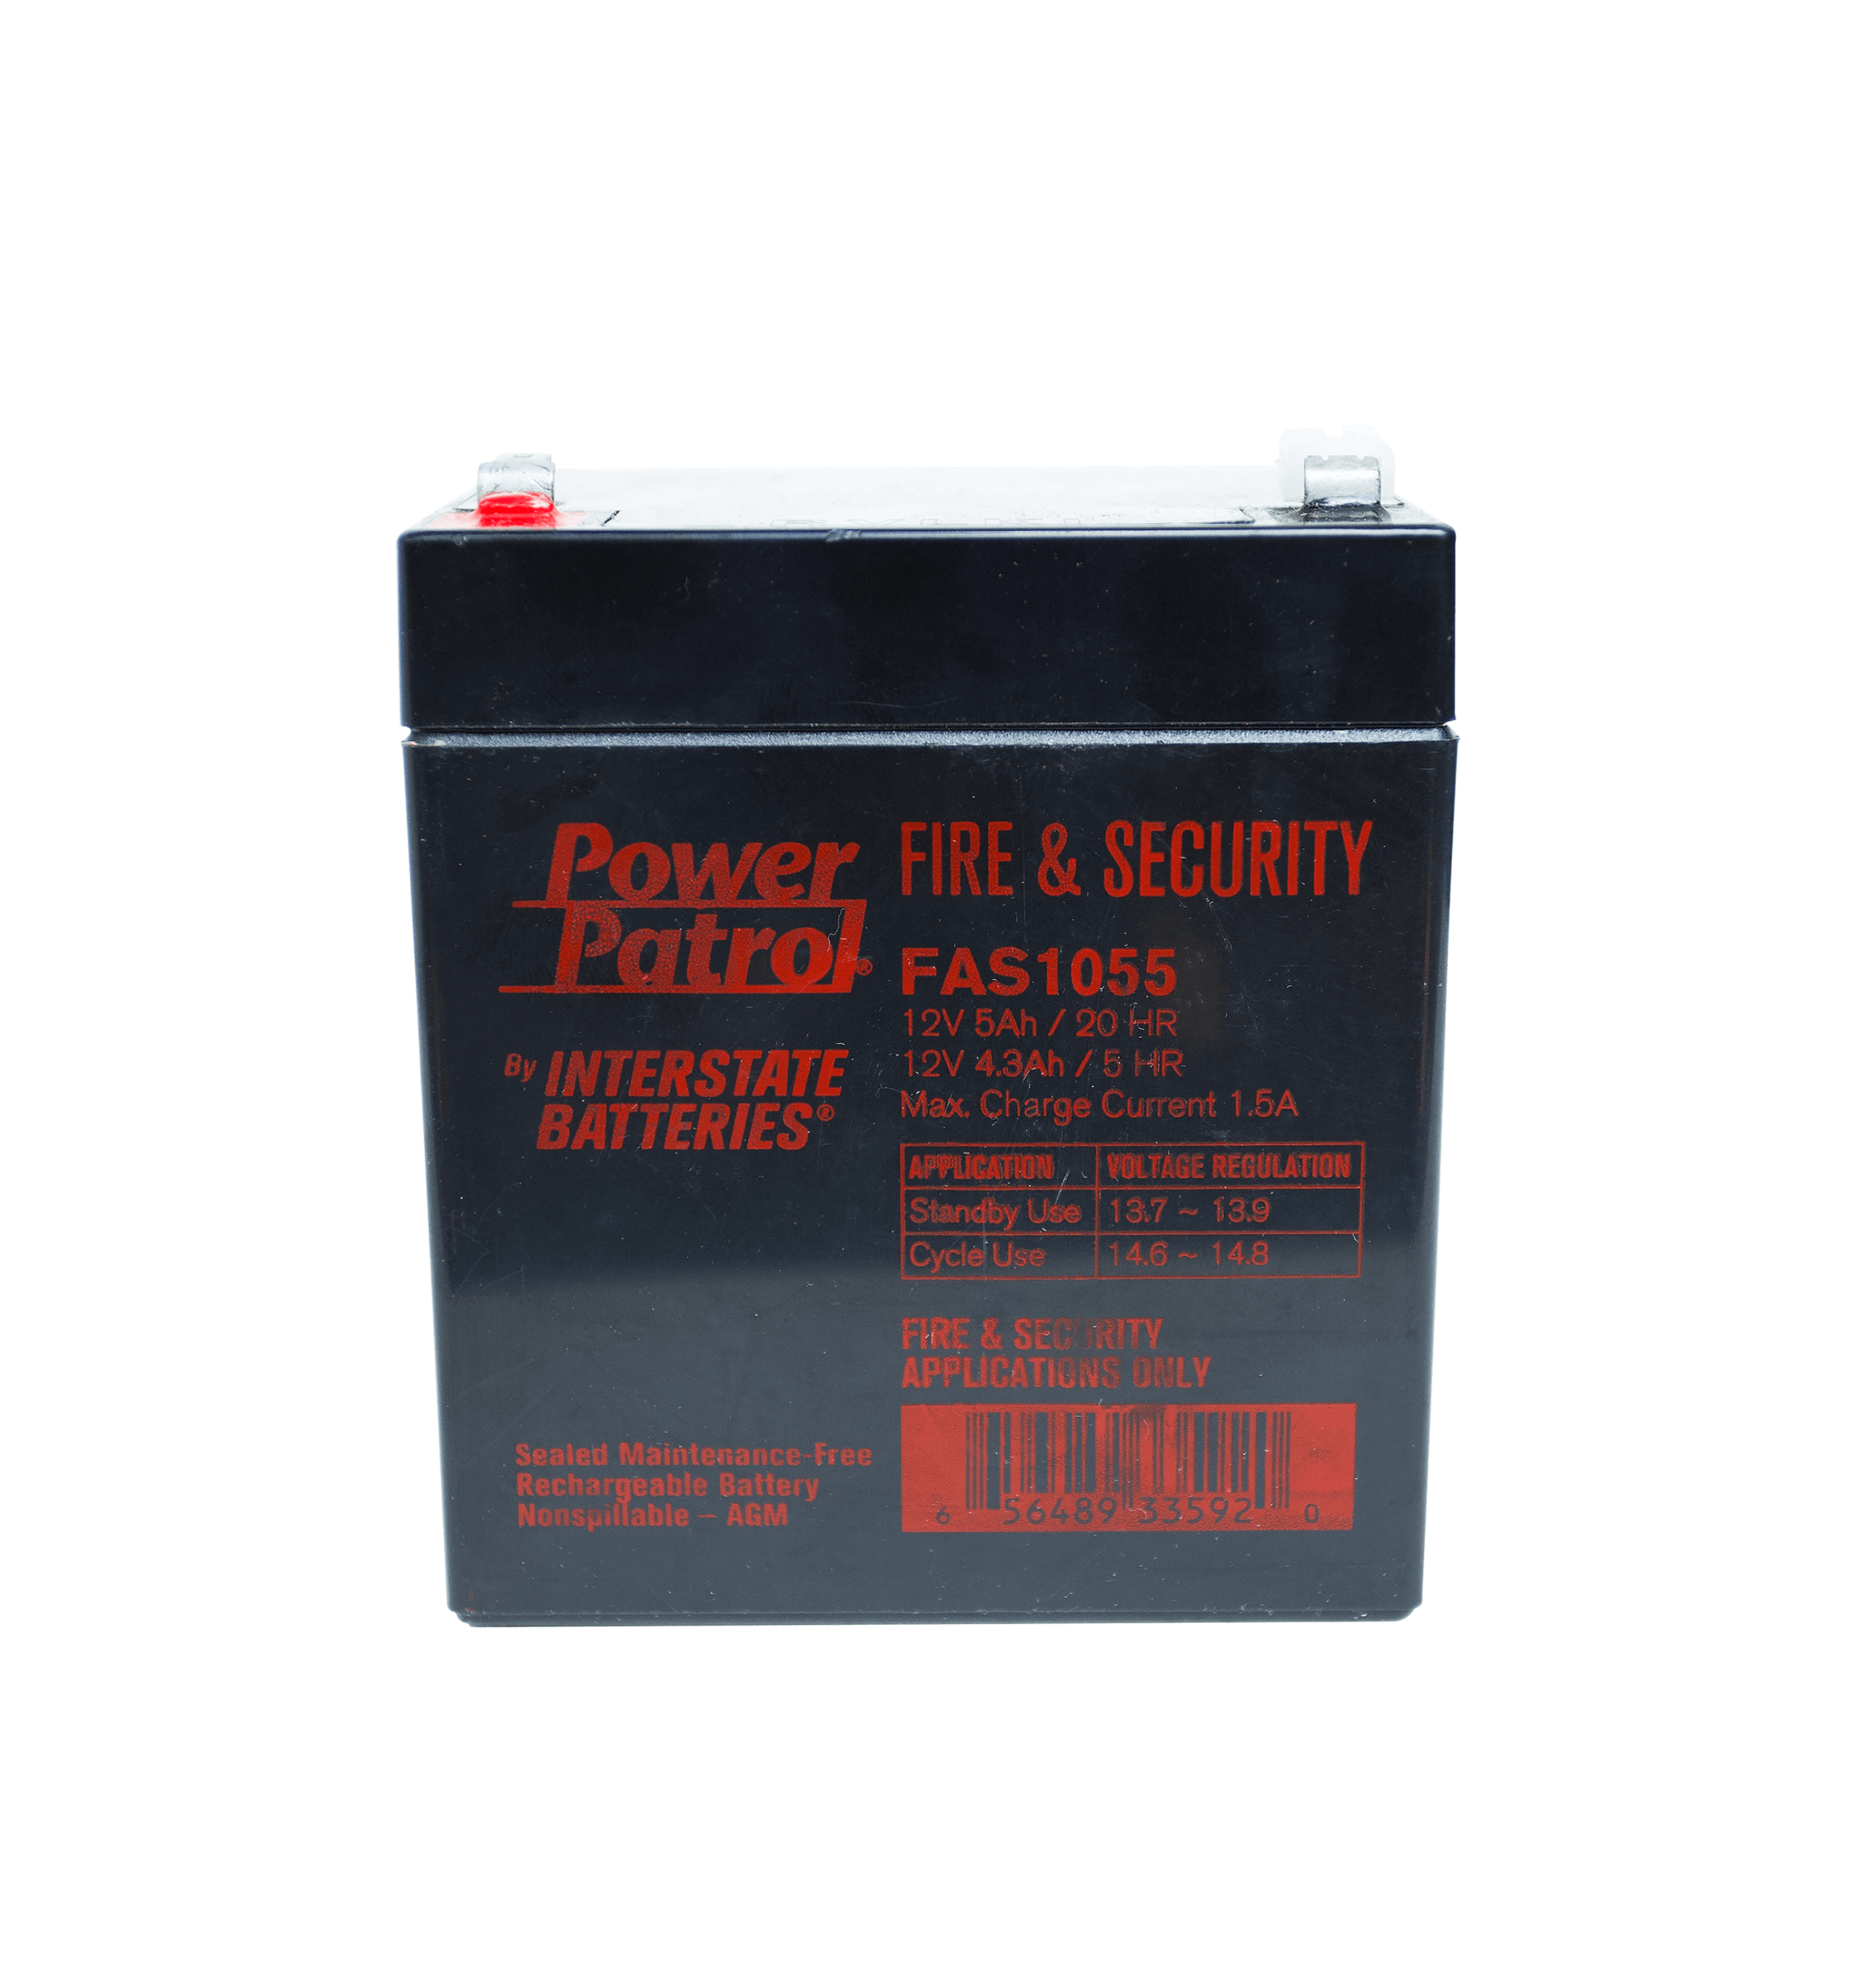 Power
Patrol®
By INTERSTATE
BATTERIES®
Sealed Maintenance-Free
Rechargeable Battery
Nonspillable – AGM
FIRE & SECURITY
FAS1055
12V 5Ah / 20 HR
12V 4.3Ah / 5 HR
Max. Charge Current 1.5A
APPLICATION VOLTAGE REGULATION
Standby Use 13.7 ~ 13.9
Cycle Use 14.6 ~ 14.8
FIRE & SECURITY
APPLICATIONS ONLY
6 56489 33592 0